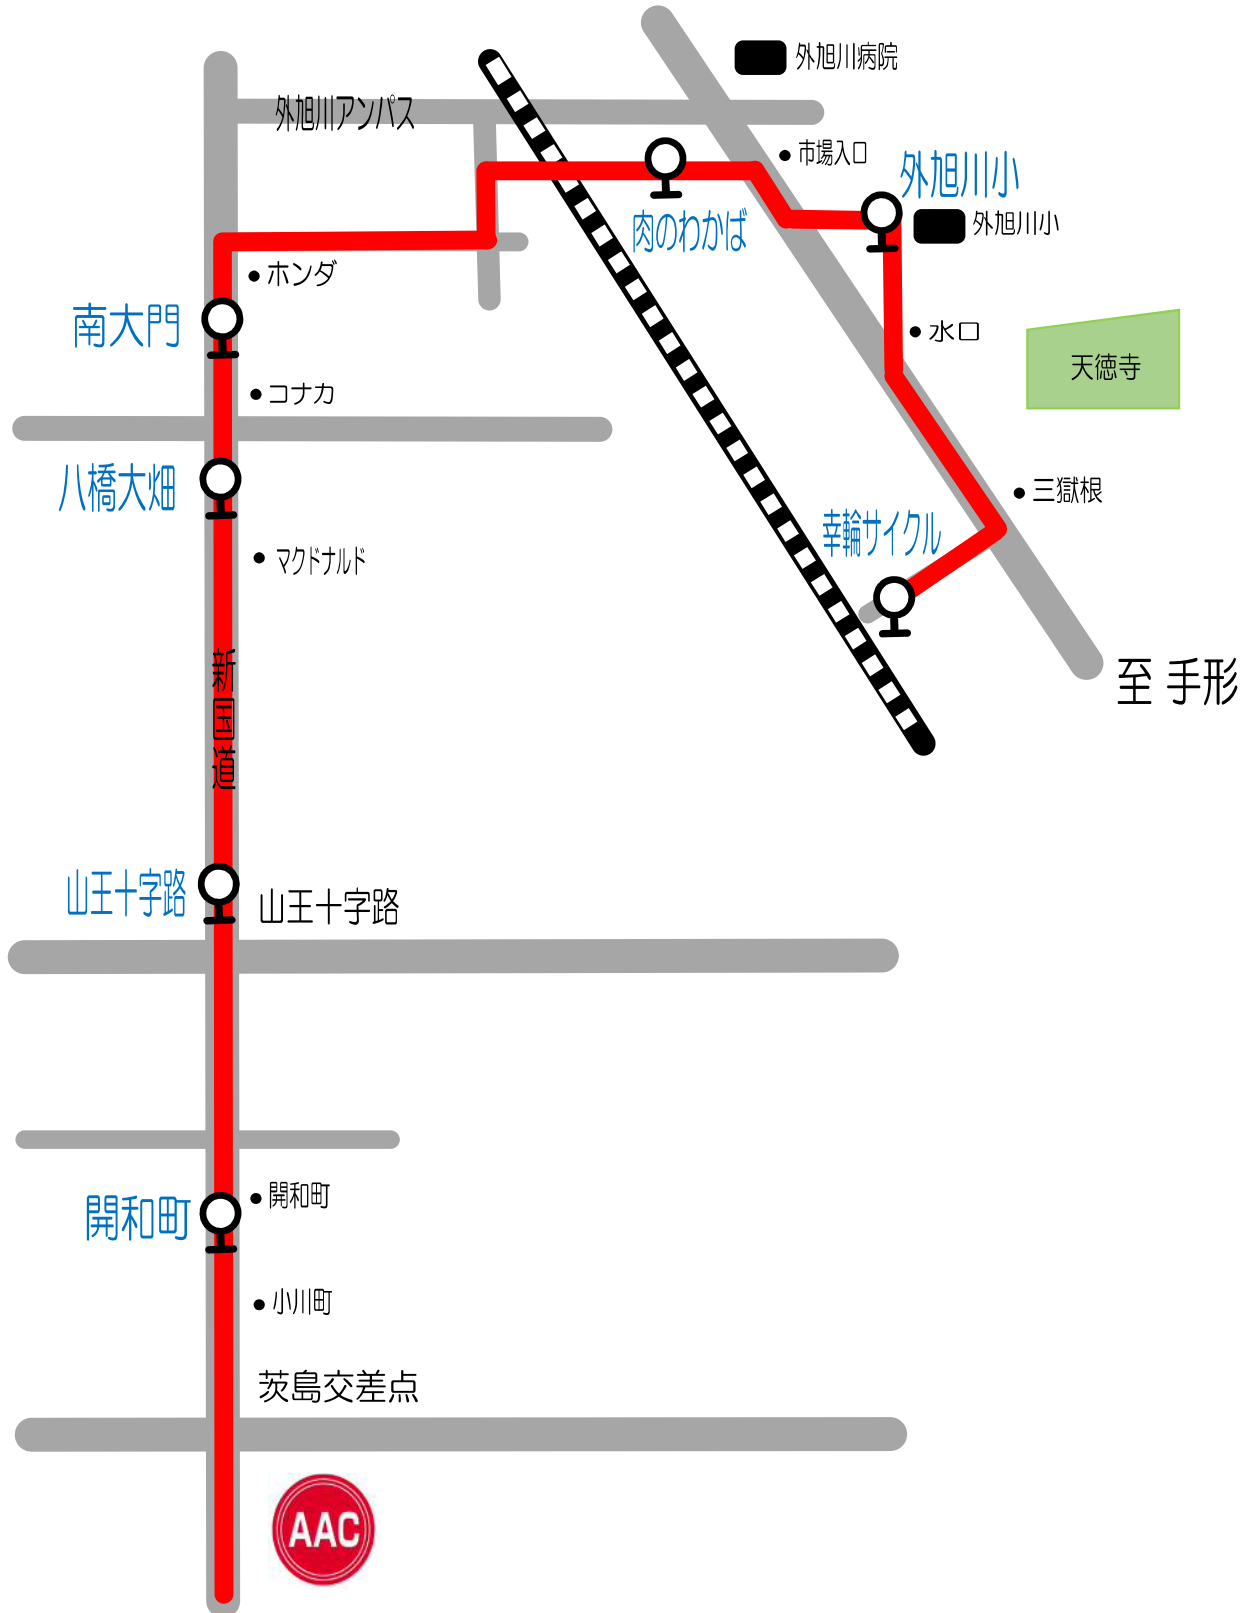 外旭川病院
外旭川アンパス
市場入口
外旭川小
肉のわかば
外旭川小
ホンダ
南大門
水口
天徳寺
コナカ
八橋大畑
三獄根
幸輪サイクル
マクドナルド
新国道
至 手形
山王十字路
山王十字路
開和町
開和町
小川町
茨島交差点
AAC